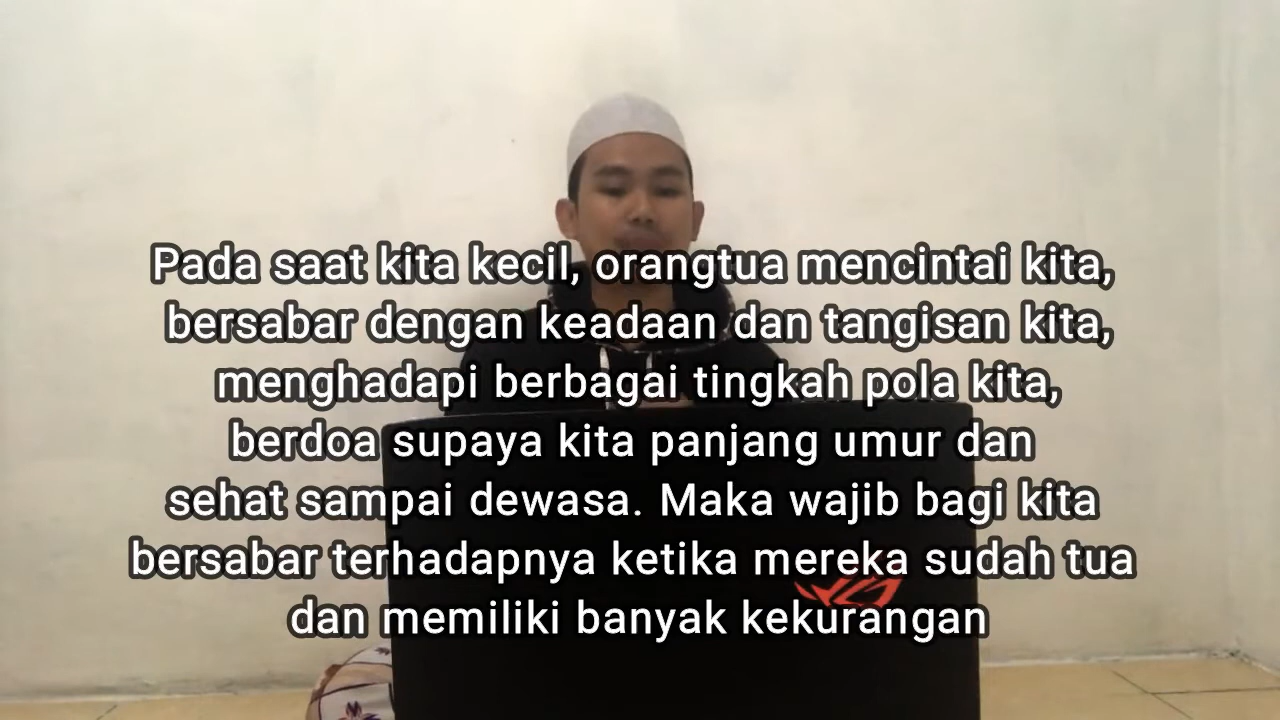 Pada saat kita kecil, orangtua mencintai kita,
bersabar dengan keadaan dan tangisan kita,
menghadapi berbagai tingkah pola kita,
berdoa supaya kita panjang umur dan
sehat sampai dewasa. Maka wajib bagi kita
bersabar terhadapnya ketika mereka sudah tua
dan memiliki banyak kekurangan